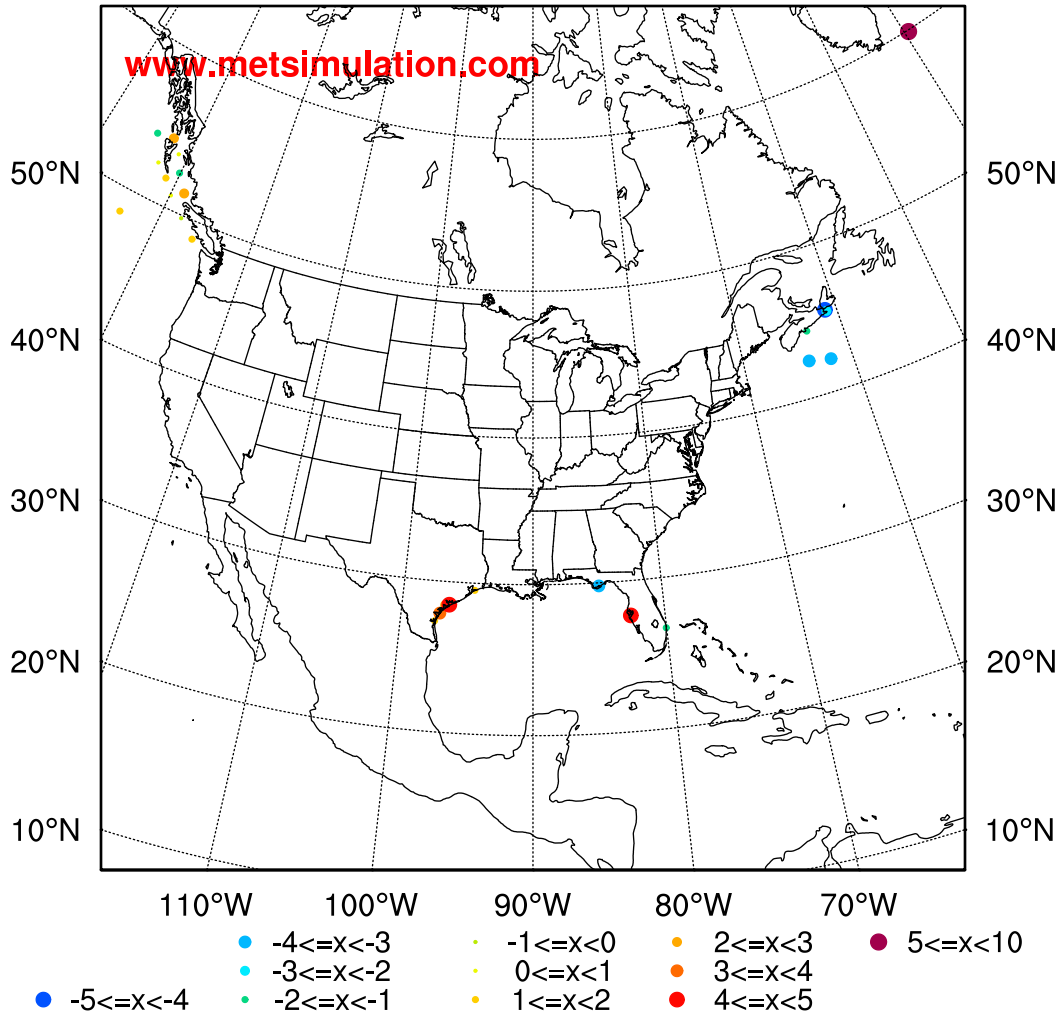 www.metsimulation.com
50°N 50°N
40°N 40°N
30°N 30°N
20°N 20°N
10°N 10°N
110°W 100°W 90°W 80°W 70°W
-4<=x<-3 -1<=x<0 2<=x<3 5<=x<10
-3<=x<-2 0<=x<1 3<=x<4
-5<=x<-4 -2<=x<-1 1<=x<2 4<=x<5